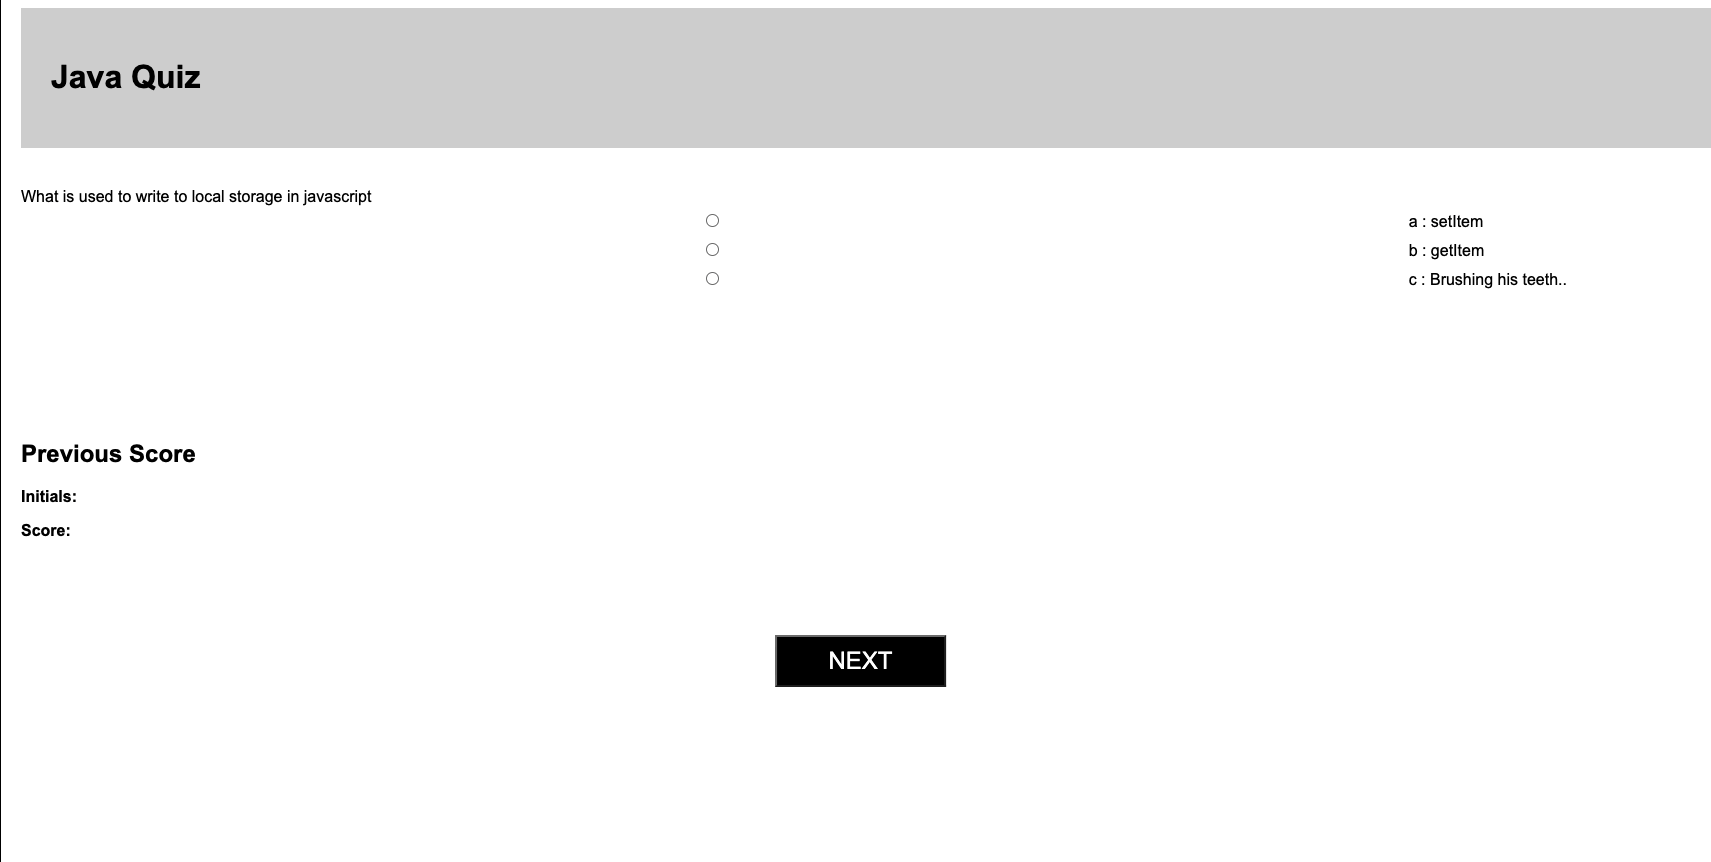 Java Quiz
What is used to write to local storage in javascript
a : setItem
b : getItem
c : Brushing his teeth..
Previous Score
Initials:
Score:
NEXT